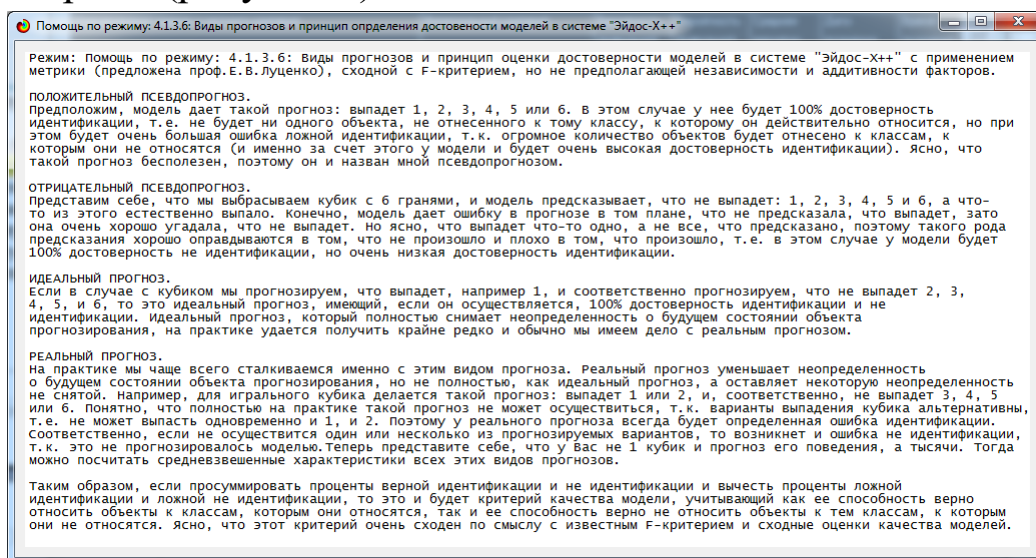 Помощь по режиму: 4.1.3.6: Виды прогнозов и принцип опрделения достовености моделей в системе "Эйдос-Х++"
Режим: Помощь по режиму: 4.1.3.6: Виды прогнозов и принцип оценки достоверности моделей в системе "Эйдос-Х++" с применением
метрики (предложена проф.Е.В.Луценко), сходной с F-критерием, но не предполагающей независимости и аддитивности факторов.
ПОЛОЖИТЕЛЬНЫЙ ПСЕВДОПРОГНОЗ.
Предположим, модель дает такой прогноз: выпадет 1, 2, 3, 4, 5 или 6. В этом случае у нее будет 100% достоверность
идентификации, т.е. не будет ни одного объекта, не отнесенного к тому классу, к которому он действительно относится, но при
этом будет очень большая ошибка ложной идентификации, т.к. огромное количество объектов будет отнесено к классам, к
которым они не относятся (и именно за счет этого у модели и будет очень высокая достоверность идентификации). Ясно, что
такой прогноз бесполезен, поэтому он и назван мной псевдопрогнозом.
ОТРИЦАТЕЛЬНЫЙ ПСЕВДОПРОГНОЗ.
Представим себе, что мы выбрасываем кубик с 6 гранями, и модель предсказывает, что не выпадет: 1, 2, 3, 4, 5 и 6, а что-
то из этого естественно выпало. Конечно, модель дает ошибку в прогнозе в том плане, что не предсказала, что выпадет, зато
она очень хорошо угадала, что не выпадет. Но ясно, что выпадет что-то одно, а не все, что предсказано, поэтому такого рода
предсказания хорошо оправдываются в том, что не произошло и плохо в том, что произошло, т.е. в этом случае у модели будет
100% достоверность не идентификации, но очень низкая достоверность идентификации.
ИДЕАЛЬНЫЙ ПРОГНОЗ.
Если в случае с кубиком мы прогнозируем, что выпадет, например 1, и соответственно прогнозируем, что не выпадет 2, 3,
4, 5, и 6, то это идеальный прогноз, имеющий, если он осуществляется, 100% достоверность идентификации и не
идентификации. Идеальный прогноз, который полностью снимает неопределенность о будущем состоянии объекта
прогнозирования, на практике удается получить крайне редко и обычно мы имеем дело с реальным прогнозом.
РЕАЛЬНЫЙ ПРОГНОЗ.
На практике мы чаще всего сталкиваемся именно с этим видом прогноза. Реальный прогноз уменьшает неопределенность
о будущем состоянии объекта прогнозирования, но не полностью, как идеальный прогноз, а оставляет некоторую неопределенность
не снятой. Например, для игрального кубика делается такой прогноз: выпадет 1 или 2, и, соответственно, не выпадет 3, 4, 5
или 6. Понятно, что полностью на практике такой прогноз не может осуществиться, т.к. варианты выпадения кубика альтернативны,
т.е. не может выпасть одновременно и 1, и 2. Поэтому у реального прогноза всегда будет определенная ошибка идентификации.
Соответственно, если не осуществится один или несколько из прогнозируемых вариантов, то возникнет и ошибка не идентификации,
т.к. это не прогнозировалось моделью.Теперь представите себе, что у Вас не 1 кубик и прогноз его поведения, а тысячи. Тогда
можно посчитать средневзвешенные характеристики всех этих видов прогнозов.
Таким образом, если просуммировать проценты верной идентификации и не идентификации и вычесть проценты ложной
идентификации и ложной не идентификации, то это и будет критерий качества модели, учитывающий как ее способность верно
относить объекты к классам, которым они относятся, так и ее способность верно не относить объекты к тем классам, к которым
они не относятся. Ясно, что этот критерий очень сходен по смыслу с известным F-критерием и сходные оценки качества моделей.